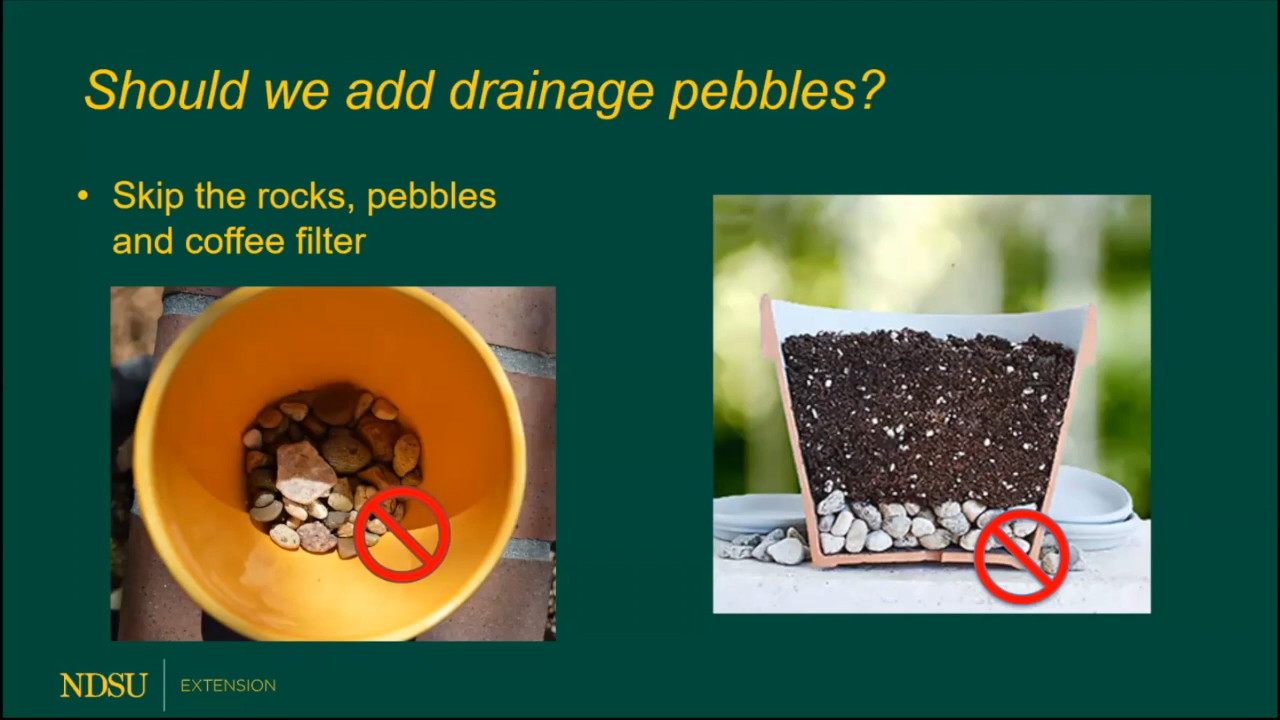 Should we add drainage pebbles?
• Skip the rocks, pebbles
and coffee filter
NDSU EXTENSION